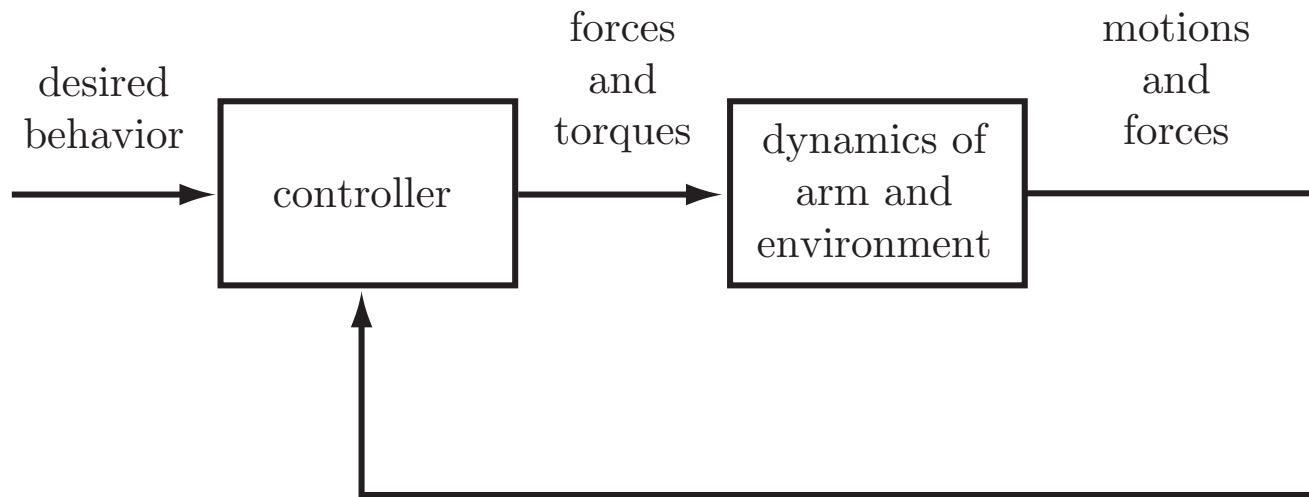 desired
behavior
controller
forces
and
torques
dynamics of
arm and
environment
motions
and
forces